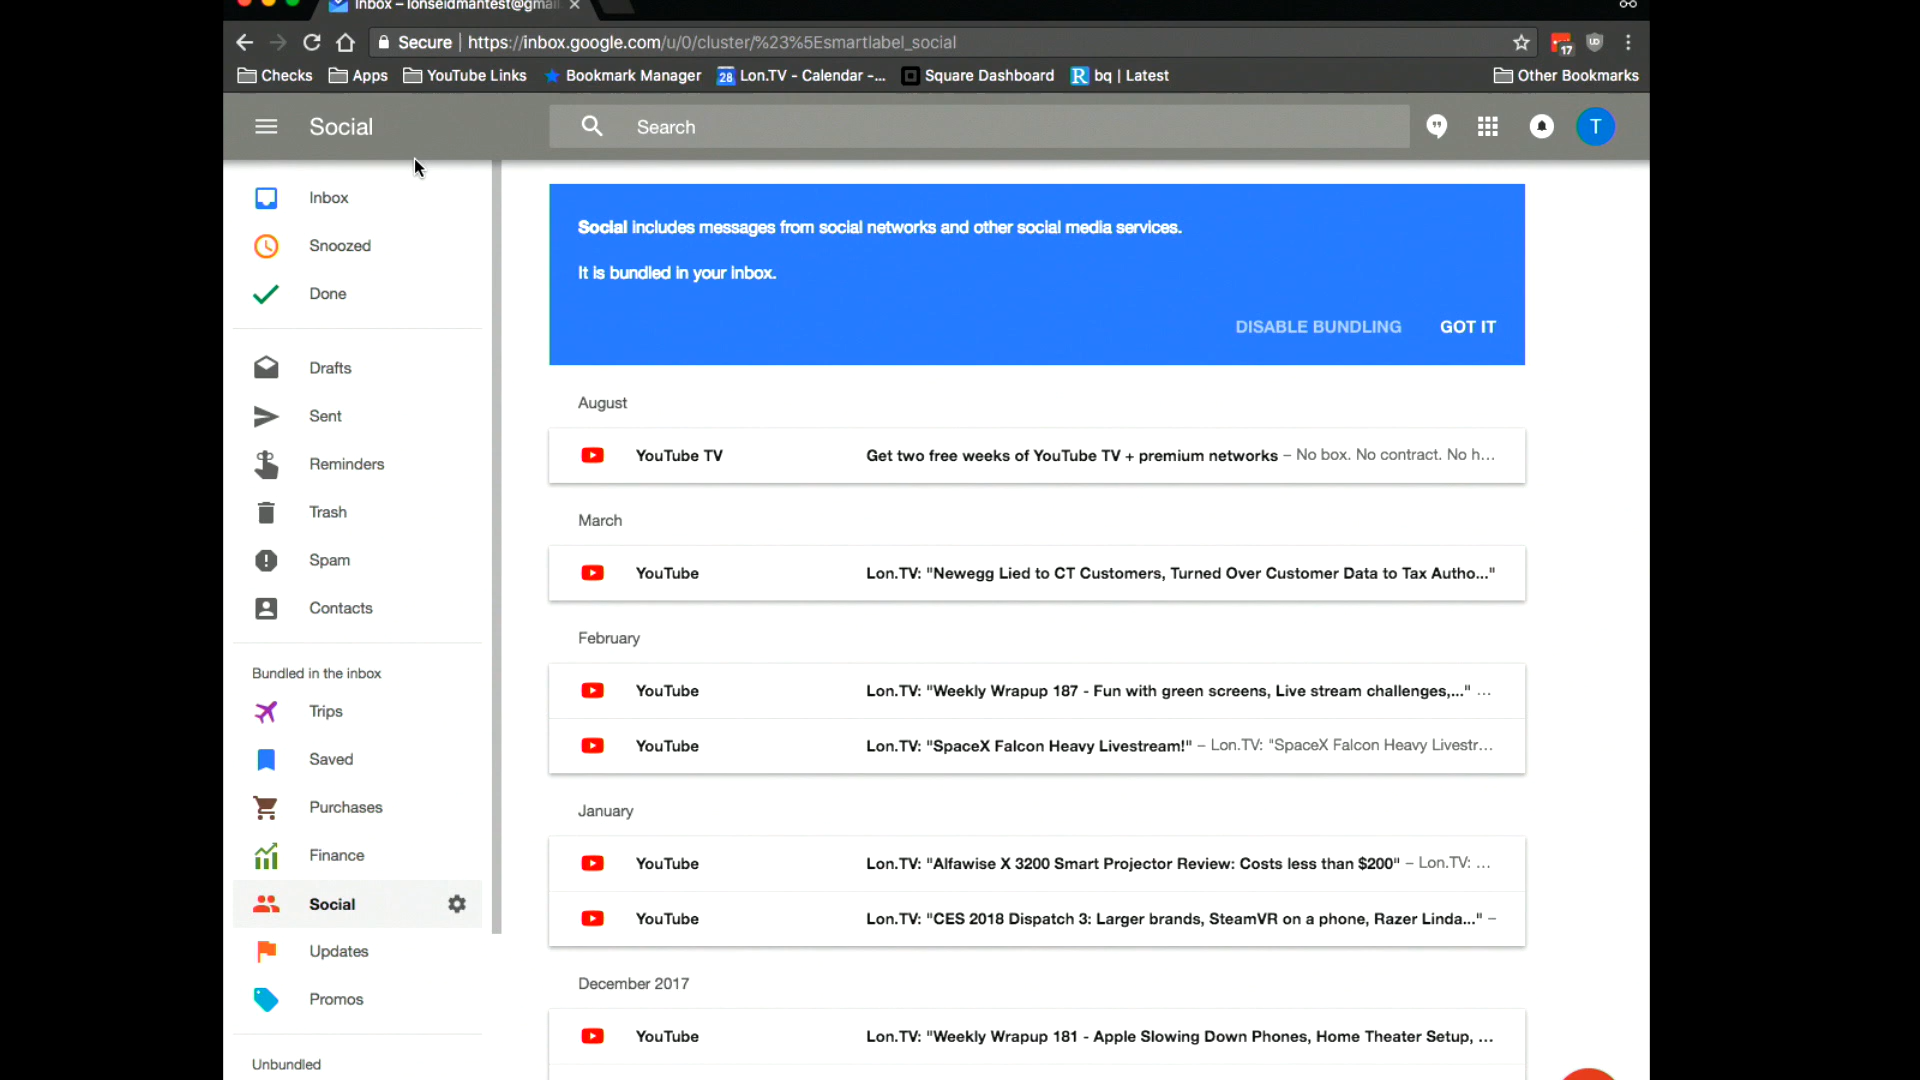 Inbox – lonseidmantest@gmai
Secure | https://inbox.google.com/u/0/cluster/%23%5Esmartlabel_social
17
Checks Apps YouTube Links Bookmark Manager 28 Lon.TV - Calendar -... Square Dashboard R bq | Latest Other Bookmarks
Social Search T
Inbox
Snoozed
Done
Drafts
Sent
Reminders
Trash
Spam
Contacts
Bundled in the inbox
Trips
Saved
Purchases
Finance
Social
Updates
Promos
Unbundled
Social includes messages from social networks and other social media services.
It is bundled in your inbox.
DISABLE BUNDLING GOT IT
August
YouTube TV Get two free weeks of YouTube TV + premium networks – No box. No contract. No h...
March
YouTube Lon.TV: "Newegg Lied to CT Customers, Turned Over Customer Data to Tax Autho..."
February
YouTube Lon.TV: "Weekly Wrapup 187 - Fun with green screens, Live stream challenges,..." ...
YouTube Lon.TV: "SpaceX Falcon Heavy Livestream!" – Lon.TV: "SpaceX Falcon Heavy Livestr...
January
YouTube Lon.TV: "Alfawise X 3200 Smart Projector Review: Costs less than $200" – Lon.TV: ...
YouTube Lon.TV: "CES 2018 Dispatch 3: Larger brands, SteamVR on a phone, Razer Linda..." –
December 2017
YouTube Lon.TV: "Weekly Wrapup 181 - Apple Slowing Down Phones, Home Theater Setup, ...